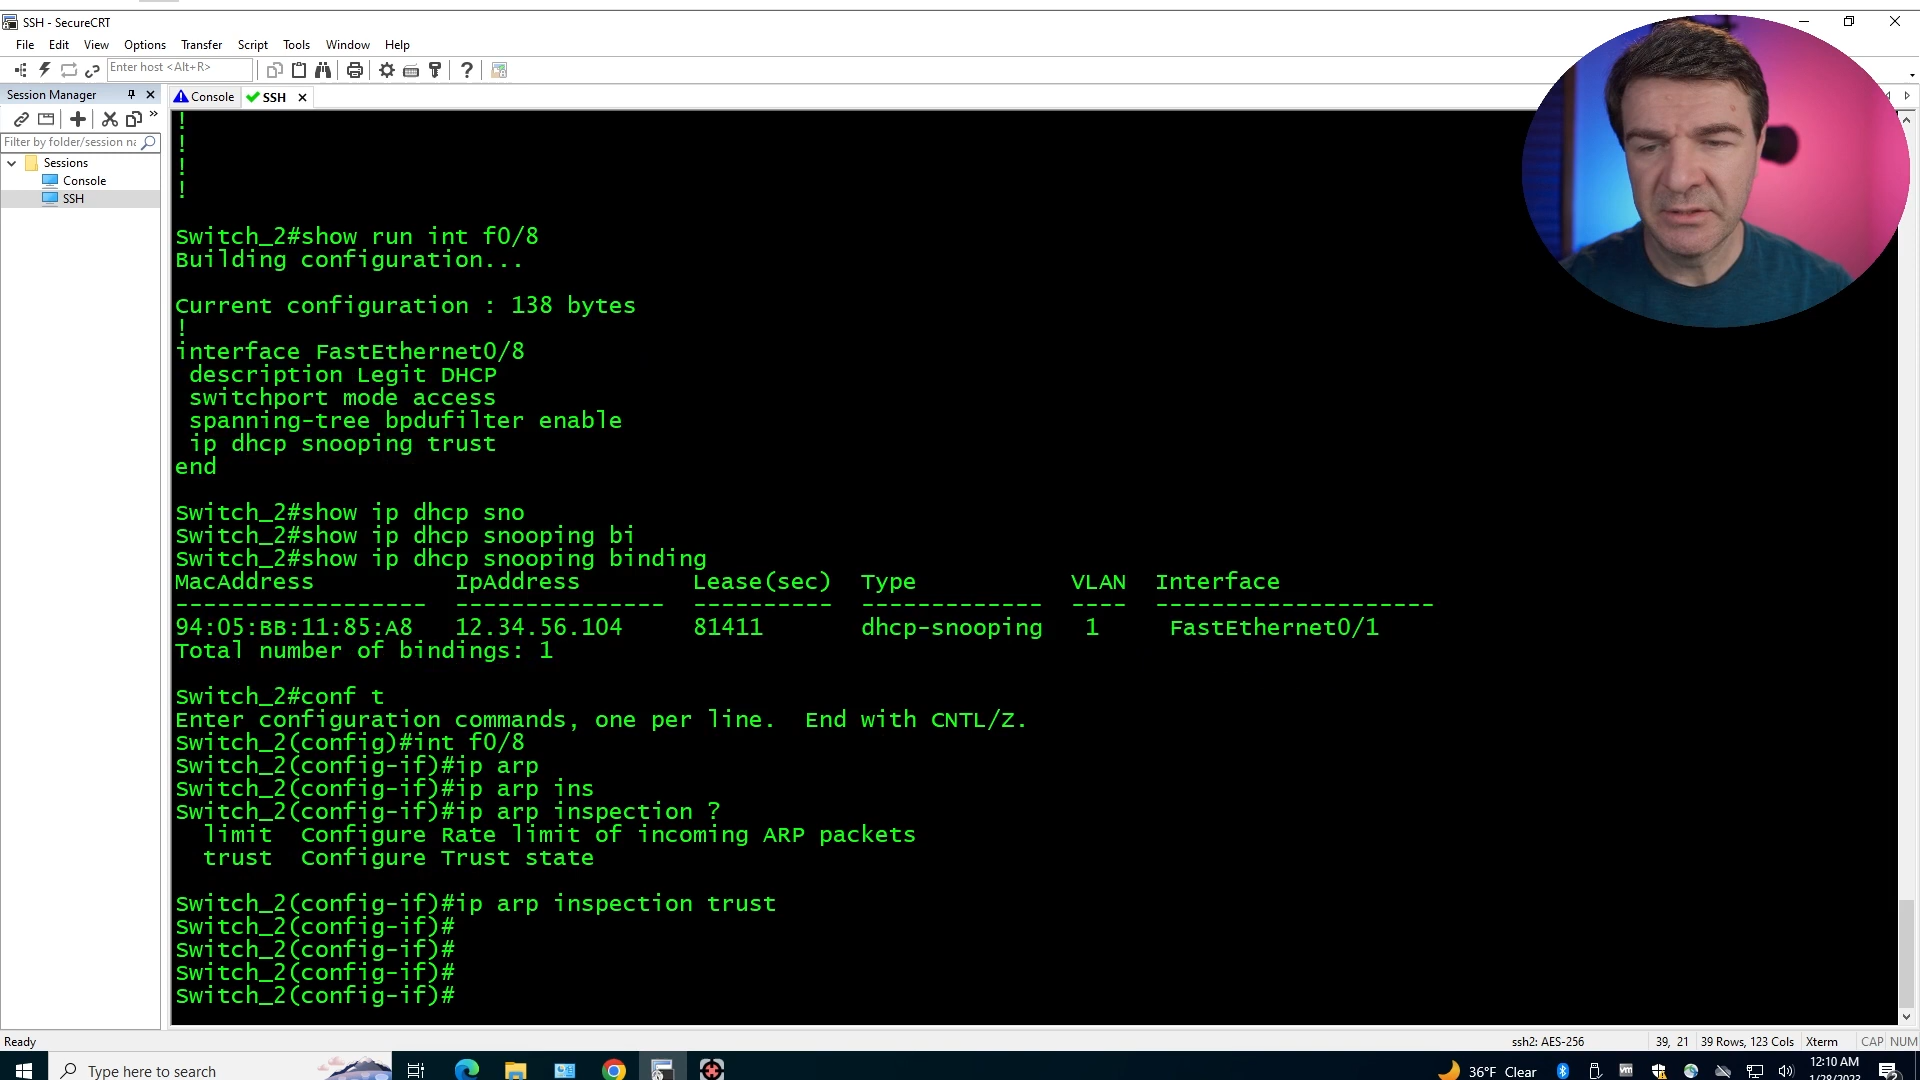 SSH - SecureCRT
File Edit View Options Transfer Script Tools Window Help
Enter host <Alt+R>
Session Manager
Console SSH
Filter by folder/session na
Sessions
Console
SSH
!
!
!
!
Switch_2#show run int f0/8
Building configuration...
Current configuration : 138 bytes
!
interface FastEthernet0/8
description Legit DHCP
switchport mode access
spanning-tree bpdufilter enable
ip dhcp snooping trust
end
Switch_2#show ip dhcp sno
Switch_2#show ip dhcp snooping bi
Switch_2#show ip dhcp snooping binding
MacAddress IpAddress Lease(sec) Type VLAN Interface
------------------ --------------- ---------- ------------- ---- --------------------
94:05:BB:11:85:A8 12.34.56.104 81411 dhcp-snooping 1 FastEthernet0/1
Total number of bindings: 1
Switch_2#conf t
Enter configuration commands, one per line. End with CNTL/Z.
Switch_2(config)#int f0/8
Switch_2(config-if)#ip arp
Switch_2(config-if)#ip arp ins
Switch_2(config-if)#ip arp inspection ?
limit Configure Rate limit of incoming ARP packets
trust Configure Trust state
Switch_2(config-if)#ip arp inspection trust
Switch_2(config-if)#
Switch_2(config-if)#
Switch_2(config-if)#
Switch_2(config-if)#
Ready ssh2: AES-256 39, 21 39 Rows, 123 Cols Xterm CAP NUM
Type here to search 36°F Clear 12:10 AM